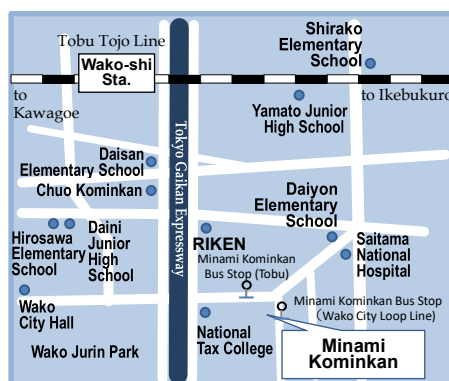 Shirako
Elementary
School
Tobu Tojo Line
Wako-shi
Sta.
to
Kawagoe
to Ikebukuro
Yamato Junior
High School
Tokyo Gaikan Expressway
Daisan
Elementary School
Chuo Kominkan
Daiyon
Elementary
School
Hirosawa
Elementary
School
Daini
Junior
High
School
RIKEN
Minami Kominkan
Bus Stop (Tobu)
Saitama
National
Hospital
Wako
City Hall
Minami Kominkan Bus Stop
(Wako City Loop Line)
National
Tax College
Minami
Kominkan
Wako Jurin Park